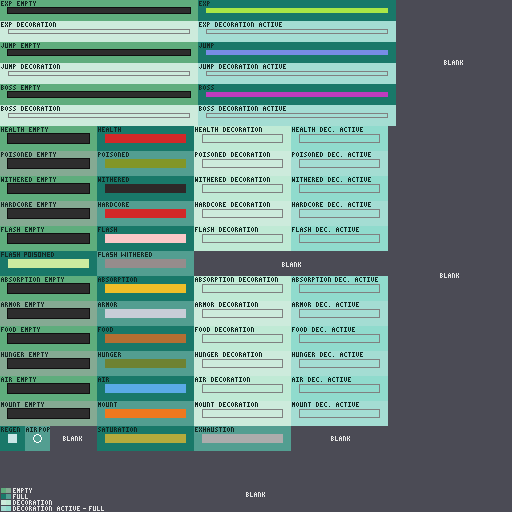 EXP EMPTY
EXP
EXP DECORATION
EXP DECORATION ACTIVE
JUMP EMPTY
JUMP
BLANK
JUMP DECORATION
JUMP DECORATION ACTIVE
BOSS EMPTY
BOSS
BOSS DECORATION
BOSS DECORATION ACTIVE
HEALTH EMPTY
HEALTH
HEALTH DECORATION
HEALTH DEC. ACTIVE
POISONED EMPTY
POISONED
POISONED DECORATION
POISONED DEC. ACTIVE
WITHERED EMPTY
WITHERED
WITHERED DECORATION
WITHERED DEC. ACTIVE
HARDCORE EMPTY
HARDCORE
HARDCORE DECORATION
HARDCORE DEC. ACTIVE
FLASH EMPTY
FLASH
FLASH DECORATION
FLASH DEC. ACTIVE
FLASH POISONED
FLASH WITHERED
BLANK
BLANK
ABSORPTION EMPTY
ABSORPTION
ABSORPTION DECORATION
ABSORPTION DEC. ACTIVE
ARMOR EMPTY
ARMOR
ARMOR DECORATION
ARMOR DEC. ACTIVE
FOOD EMPTY
FOOD
FOOD DECORATION
FOOD DEC. ACTIVE
HUNGER EMPTY
HUNGER
HUNGER DECORATION
HUNGER DEC. ACTIVE
AIR EMPTY
AIR
AIR DECORATION
AIR DEC. ACTIVE
MOUNT EMPTY
MOUNT
MOUNT DECORATION
MOUNT DEC. ACTIVE
REGEN
AIR POP
BLANK
SATURATION
EXHAUSTION
BLANK
EMPTY
FULL
BLANK
DECORATION
DECORATION ACTIVE - FULL